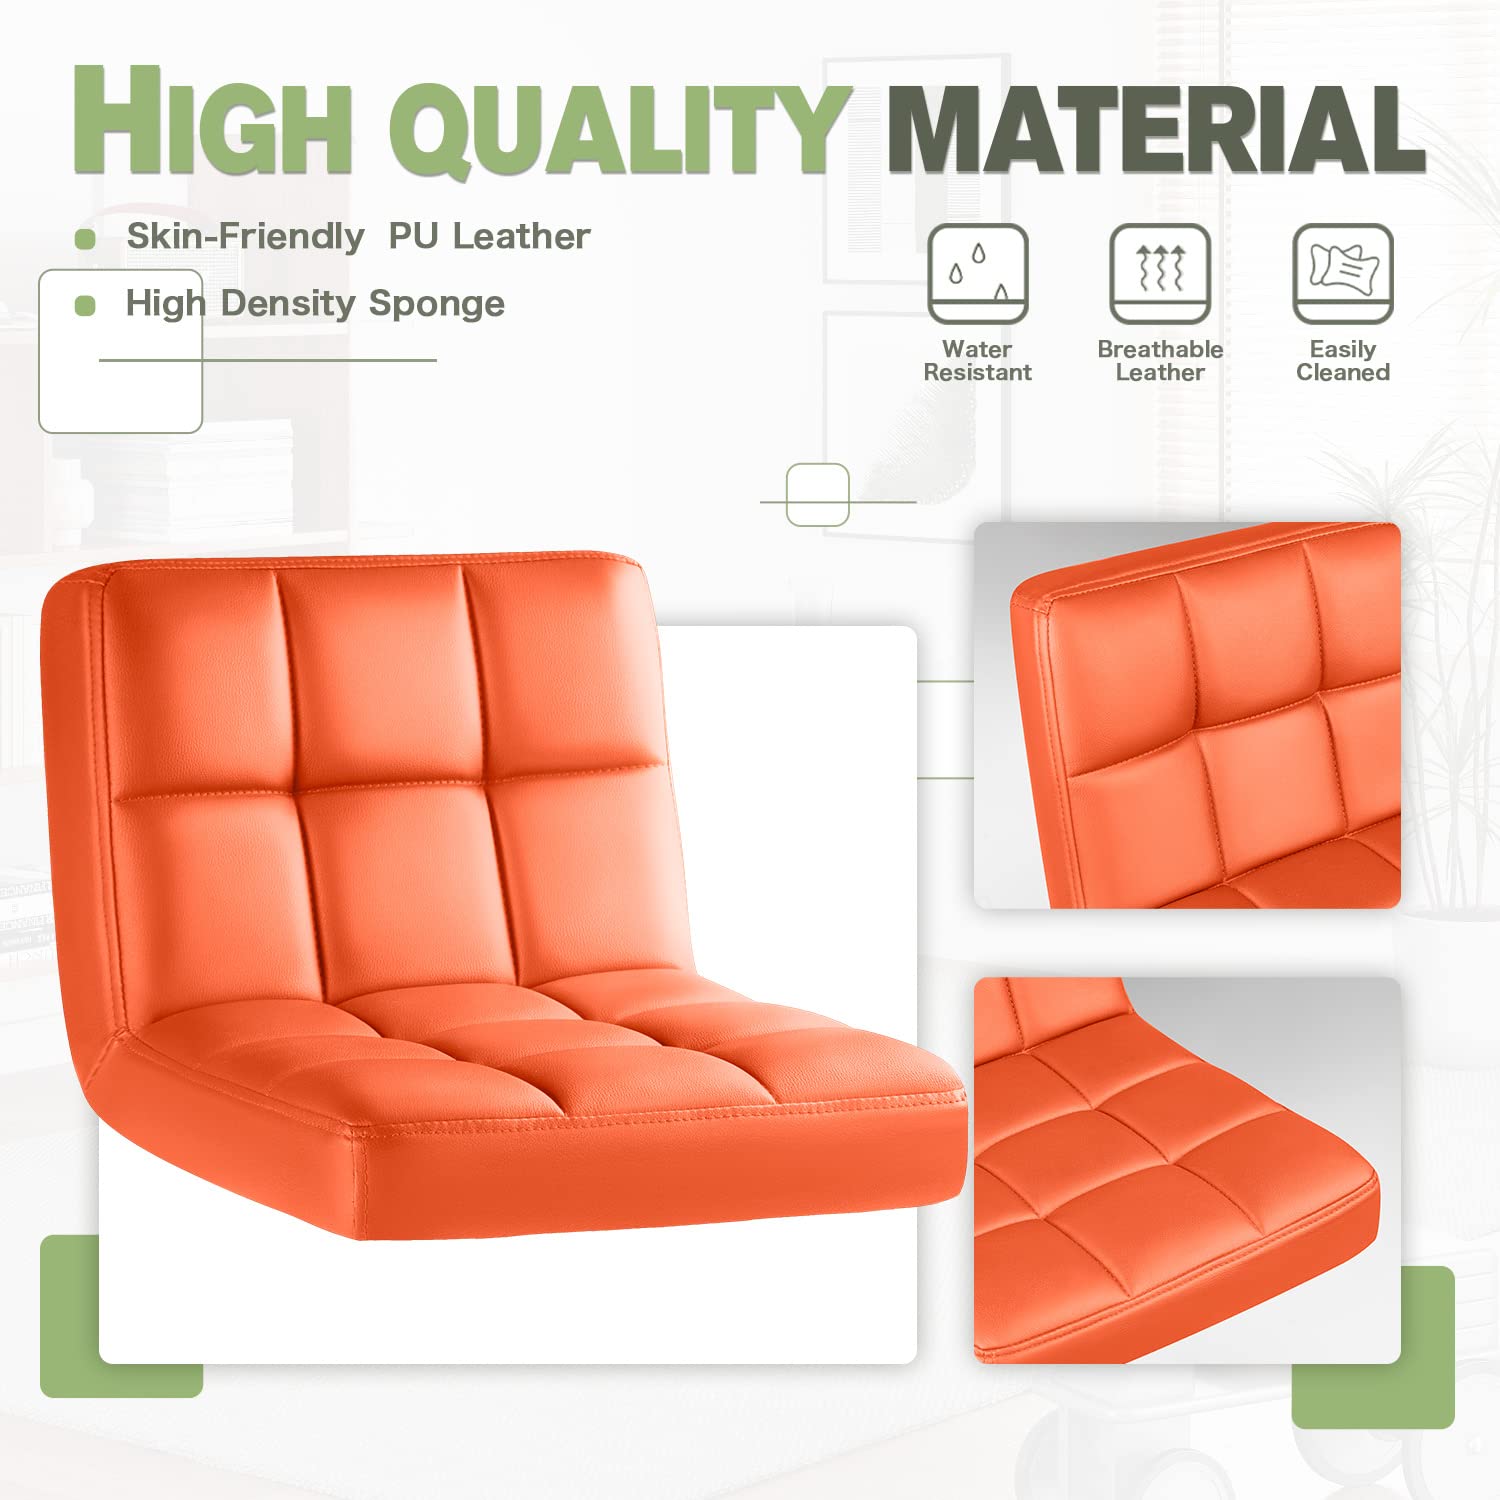 HIGH QUALITY MATERIAL
Skin-Friendly PU Leather
High Density Sponge
Water
Resistant
Breathable
Leather
Easily
Cleaned